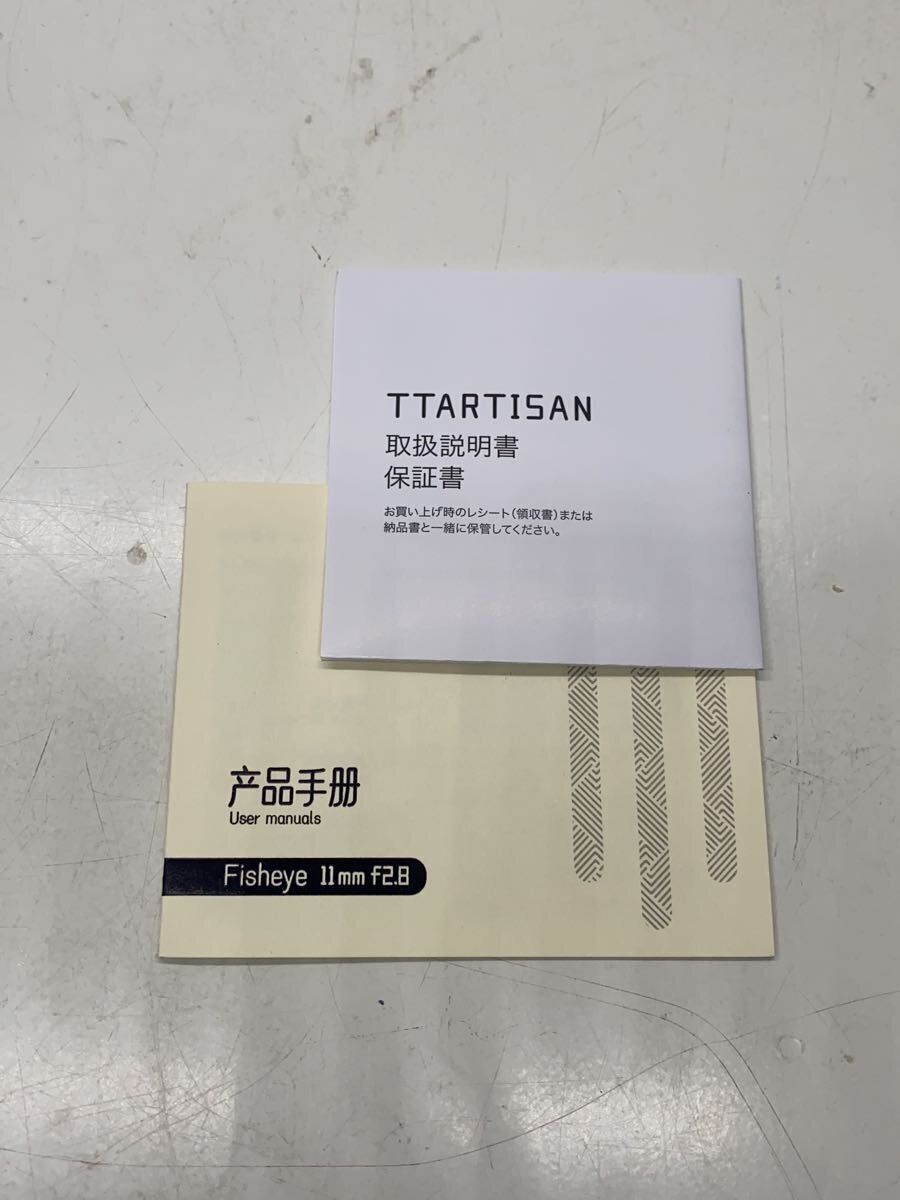 TTARTISAN
取扱説明書
保証書
お買い上げ時のレシート(領収書)または
納品書と一緒に保管してください。
产品手册
User manuals
Fisheye 11mm f2.8